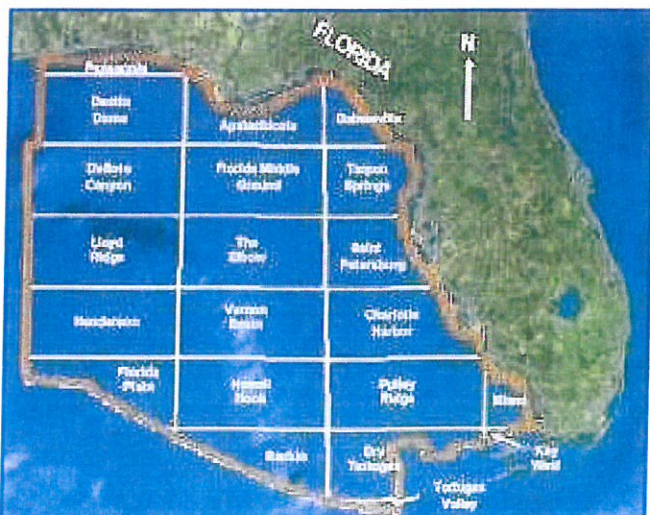 FLORIDA
N
Pensacola
Destin
Dome
Apalachicola
Gainesville
DeSoto
Canyon
Florida Middle
Ground
Tarpon
Springs
Lloyd
Ridge
The
Elbow
Saint
Petersburg
Henderson
Vernon
Basin
Charlotte
Harbor
Florida
Plain
Howell
Hook
Pulley
Ridge
Miami
Rankin
Dry
Tortugas
Key
West
Tortugas
Valley